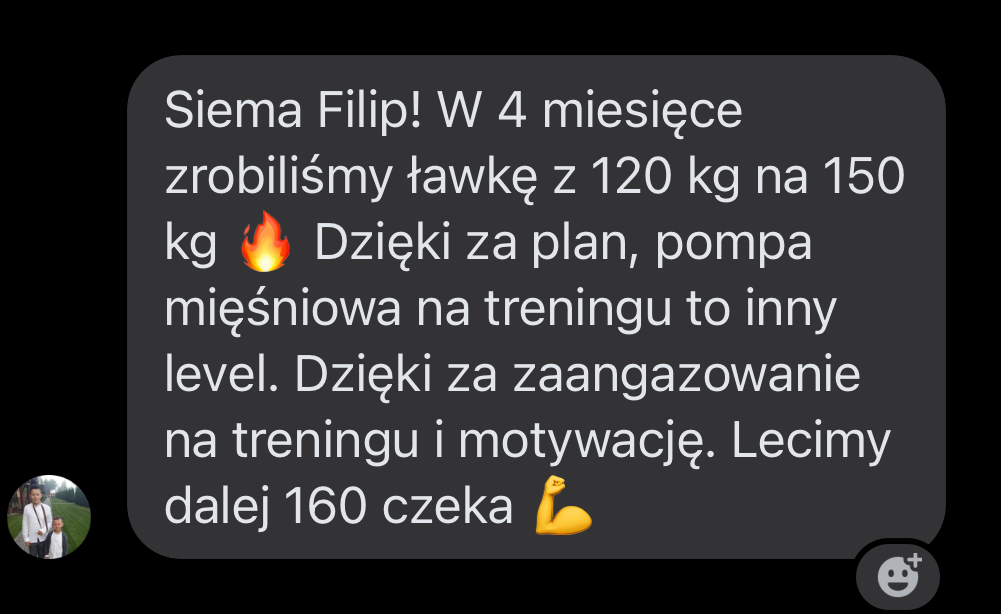 Siema Filip! W 4 miesięce
zrobiliśmy ławkę z 120 kg na 150
kg 🔥 Dzięki za plan, pompa
mięśniowa na treningu to inny
level. Dzięki za zaangazowanie
na treningu i motywację. Lecimy
dalej 160 czeka 💪